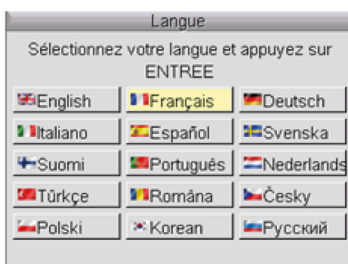 Langue
Sélectionnez votre langue et appuyez sur
ENTREE
English Français Deutsch
Italiano Español Svenska
Suomi Português Nederlands
Türkçe Româna Česky
Polski Korean Русский